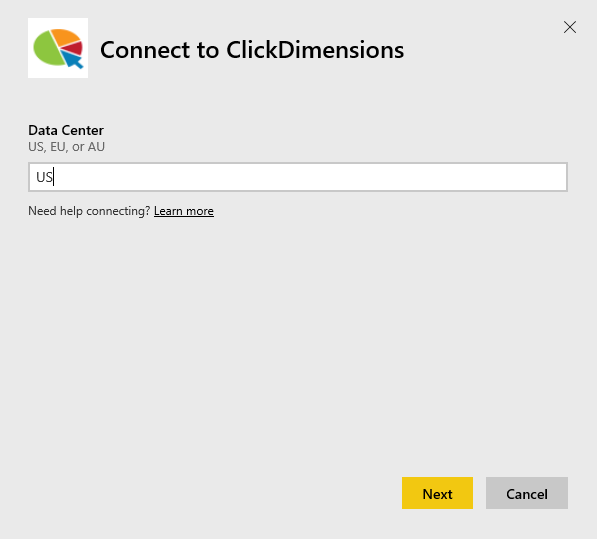 Connect to ClickDimensions
Data Center
US, EU, or AU
US
Need help connecting? Learn more
Next Cancel